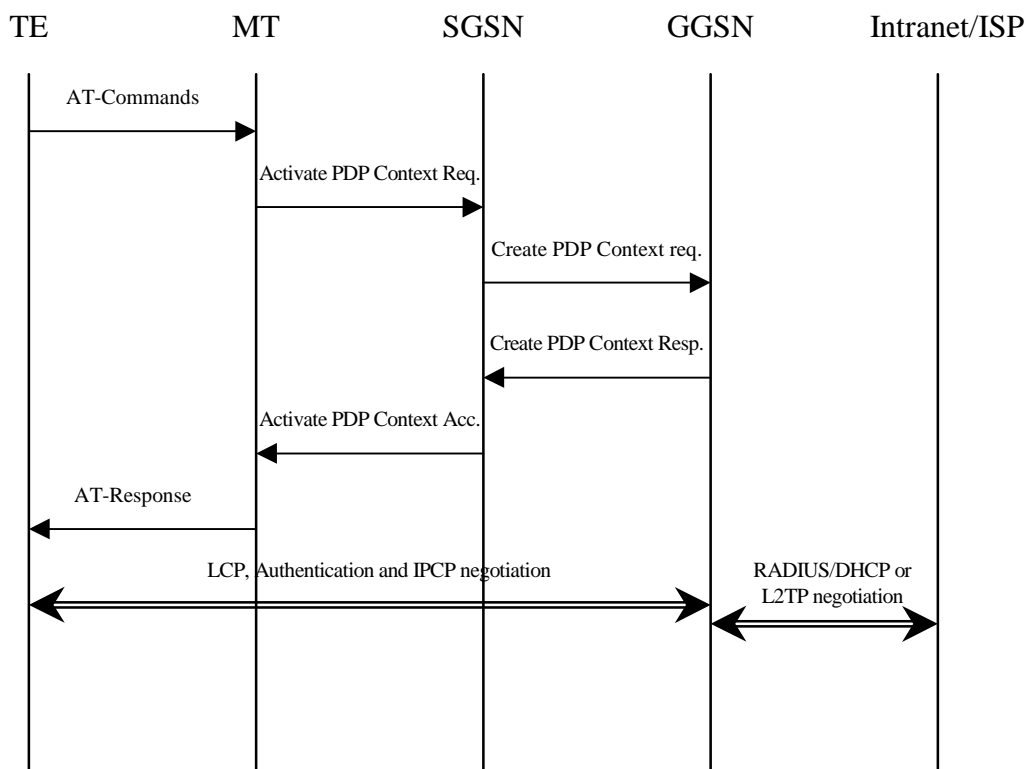 TE MT SGSN GGSN Intranet/ISP
AT-Commands
Activate PDP Context Req.
Create PDP Context req.
Create PDP Context Resp.
Activate PDP Context Acc.
AT-Response
LCP, Authentication and IPCP negotiation
RADIUS/DHCP or
L2TP negotiation